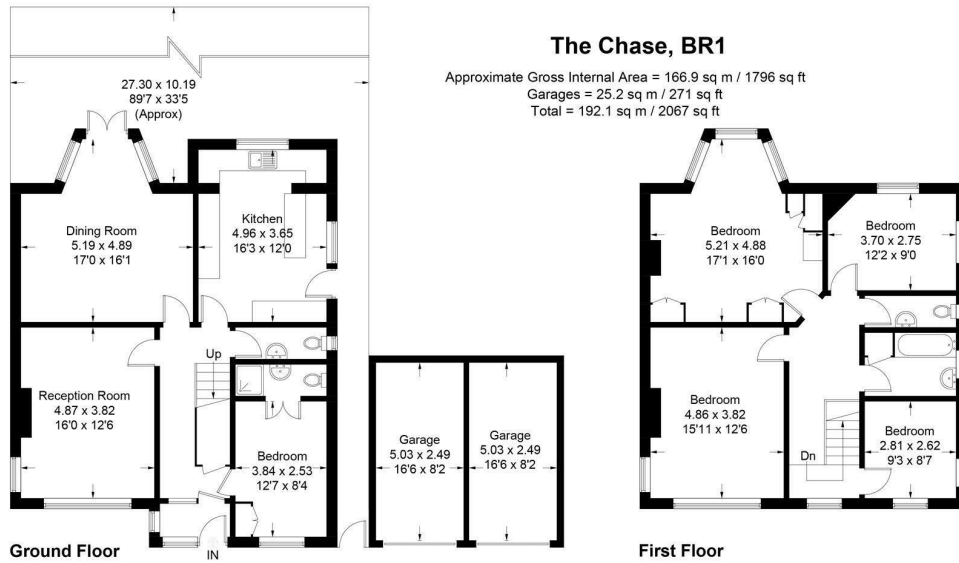 The Chase, BR1
Approximate Gross Internal Area = 166.9 sq m / 1796 sq ft
Garages = 25.2 sq m / 271 sq ft
Total = 192.1 sq m / 2067 sq ft
27.30 x 10.19
89'7 x 33'5
(Approx)
Dining Room
5.19 x 4.89
17'0 x 16'1
Kitchen
4.96 x 3.65
16'3 x 12'0
Up
Reception Room
4.87 x 3.82
16'0 x 12'6
Bedroom
3.84 x 2.53
12'7 x 8'4
IN
Garage
5.03 x 2.49
16'6 x 8'2
Garage
5.03 x 2.49
16'6 x 8'2
Ground Floor
Bedroom
5.21 x 4.88
17'1 x 16'0
Bedroom
3.70 x 2.75
12'2 x 9'0
Bedroom
4.86 x 3.82
15'11 x 12'6
Dn
Bedroom
2.81 x 2.62
9'3 x 8'7
First Floor